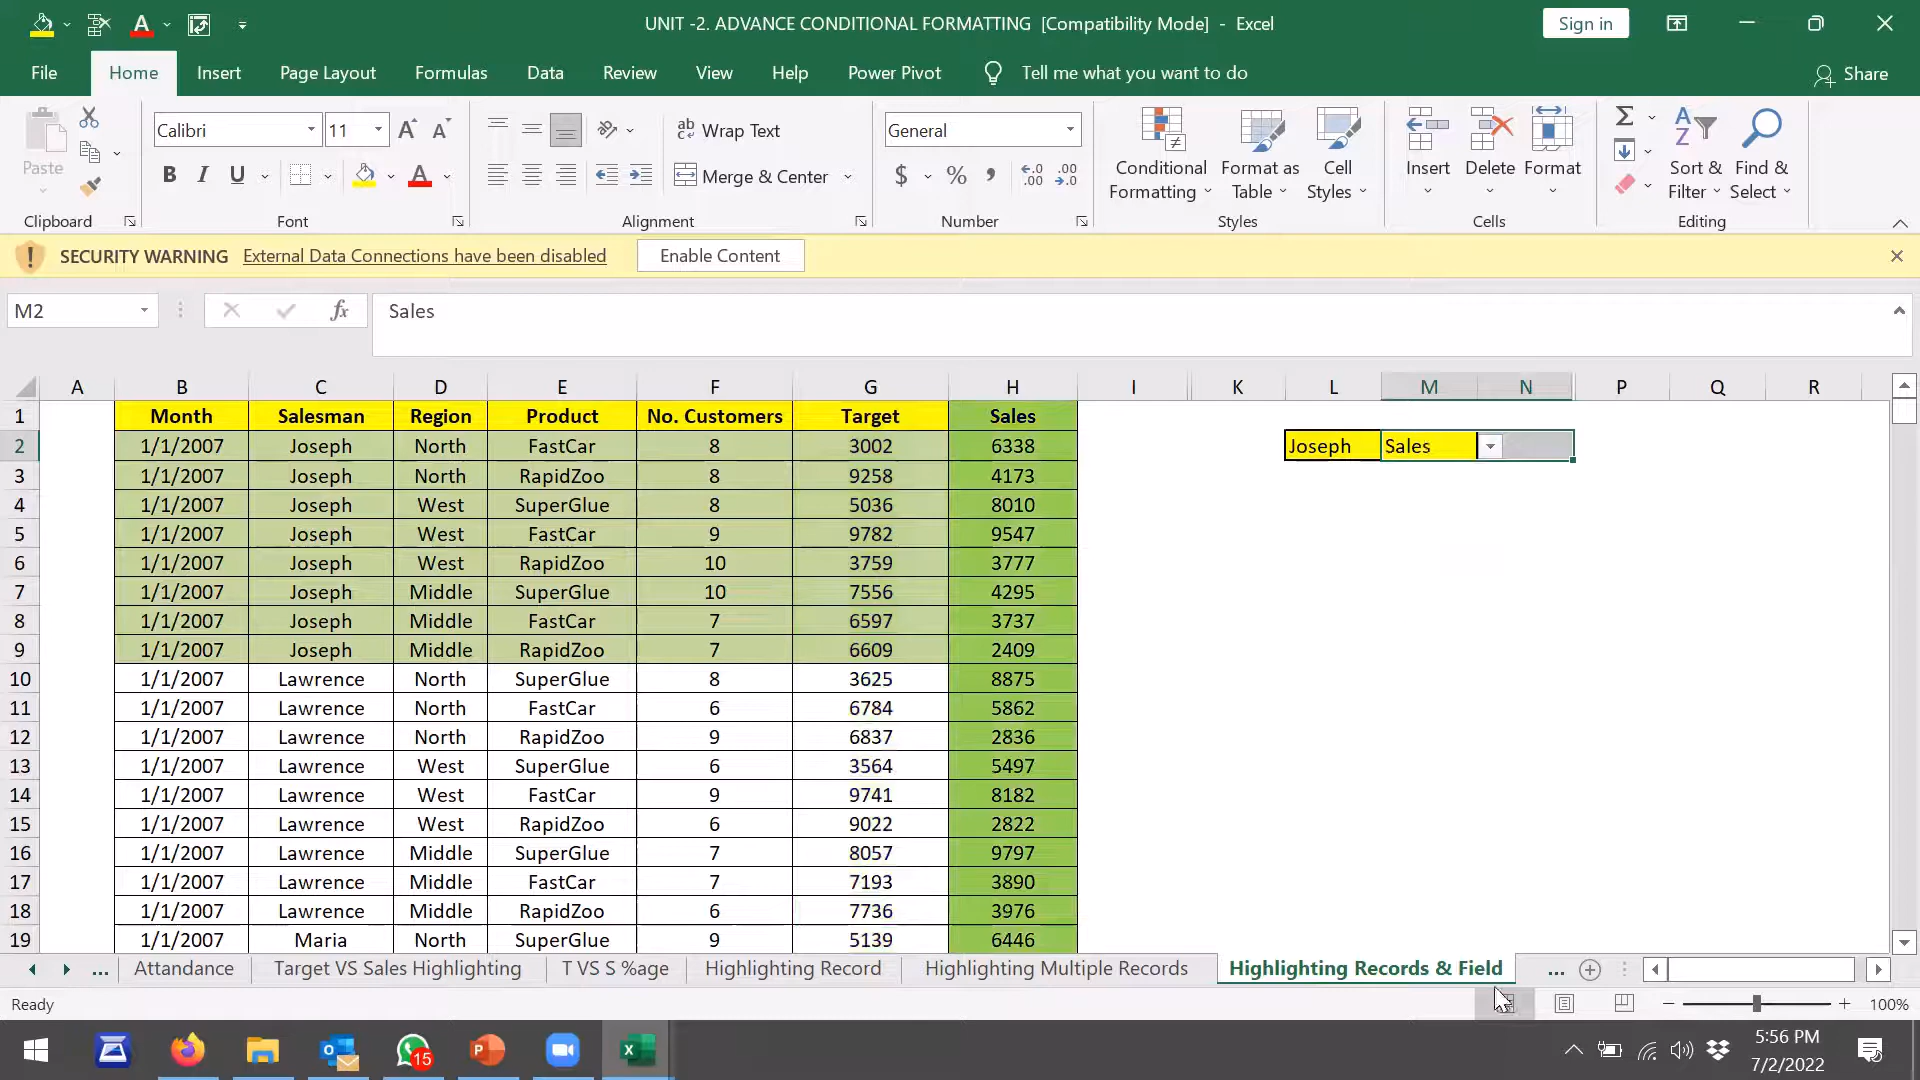 UNIT -2. ADVANCE CONDITIONAL FORMATTING [Compatibility Mode] - Excel
Sign in
File Home Insert Page Layout Formulas Data Review View Help Power Pivot Tell me what you want to do Share
Calibri 11 A A ab Wrap Text General
Paste B I U A Merge & Center $ % , .00 .0
Conditional Formatting Format as Table Cell Styles Insert Delete Format Sort & Filter Find & Select
Clipboard Font Alignment Number Styles Cells Editing
SECURITY WARNING External Data Connections have been disabled Enable Content
M2 fx Sales
A B C D E F G H I K L M N P Q R
1 Month Salesman Region Product No. Customers Target Sales
2 1/1/2007 Joseph North FastCar 8 3002 6338 Joseph Sales
3 1/1/2007 Joseph North RapidZoo 8 9258 4173
4 1/1/2007 Joseph West SuperGlue 8 5036 8010
5 1/1/2007 Joseph West FastCar 9 9782 9547
6 1/1/2007 Joseph West RapidZoo 10 3759 3777
7 1/1/2007 Joseph Middle SuperGlue 10 7556 4295
8 1/1/2007 Joseph Middle FastCar 7 6597 3737
9 1/1/2007 Joseph Middle RapidZoo 7 6609 2409
10 1/1/2007 Lawrence North SuperGlue 8 3625 8875
11 1/1/2007 Lawrence North FastCar 6 6784 5862
12 1/1/2007 Lawrence North RapidZoo 9 6837 2836
13 1/1/2007 Lawrence West SuperGlue 6 3564 5497
14 1/1/2007 Lawrence West FastCar 9 9741 8182
15 1/1/2007 Lawrence West RapidZoo 6 9022 2822
16 1/1/2007 Lawrence Middle SuperGlue 7 8057 9797
17 1/1/2007 Lawrence Middle FastCar 7 7193 3890
18 1/1/2007 Lawrence Middle RapidZoo 6 7736 3976
19 1/1/2007 Maria North SuperGlue 9 5139 6446
... Attandance Target VS Sales Highlighting T VS S %age Highlighting Record Highlighting Multiple Records Highlighting Records & Field ...
Ready 100%
15
5:56 PM
7/2/2022